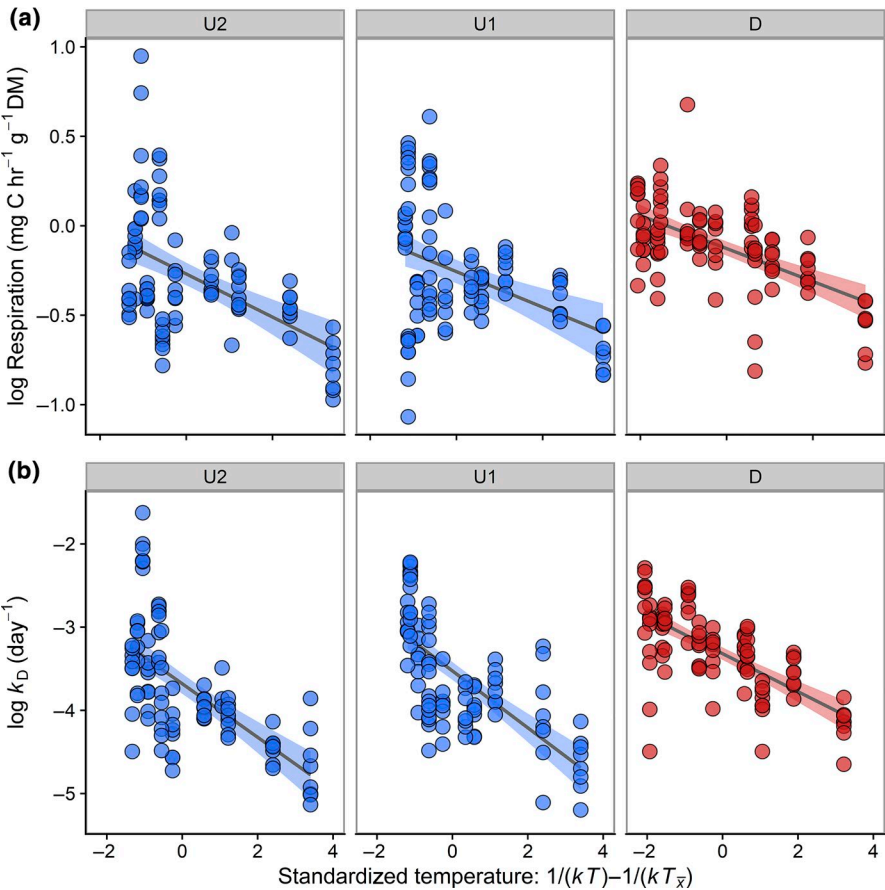 (a)
U2 U1 D
log Respiration (mg C hr⁻¹ g⁻¹ DM)
1.0
0.5
0.0
–0.5
–1.0
(b)
U2 U1 D
log k_D (day⁻¹)
–2
–3
–4
–5
–2 0 2 4 –2 0 2 4 –2 0 2 4
Standardized temperature: 1/(kT)–1/(kT_x̅)